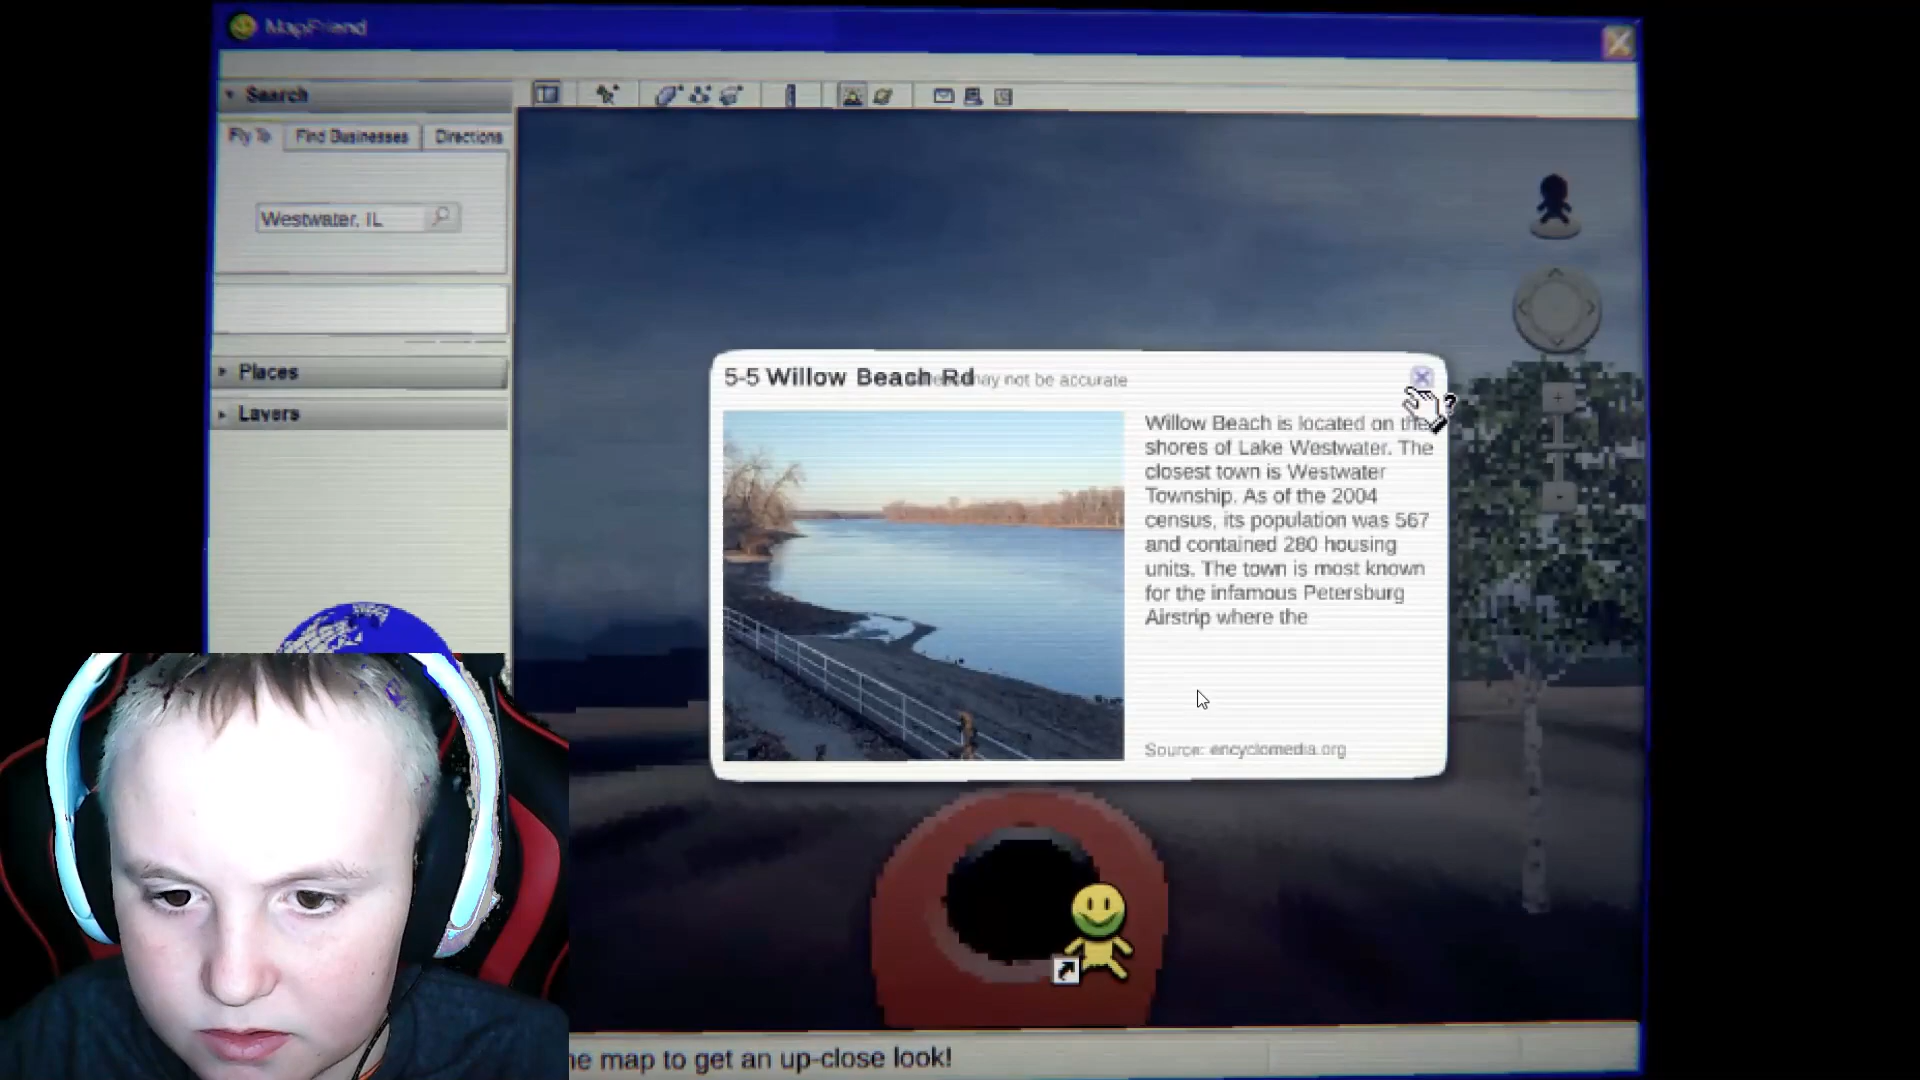 MapFriend
Search
Fly To
Find Businesses
Directions
Westwater, IL
Places
Layers
5-5 Willow Beach Rd
may not be accurate
Willow Beach is located on the
shores of Lake Westwater. The
closest town is Westwater
Township. As of the 2004
census, its population was 567
and contained 280 housing
units. The town is most known
for the infamous Petersburg
Airstrip where the
Source: encyclomedia.org
map to get an up-close look!